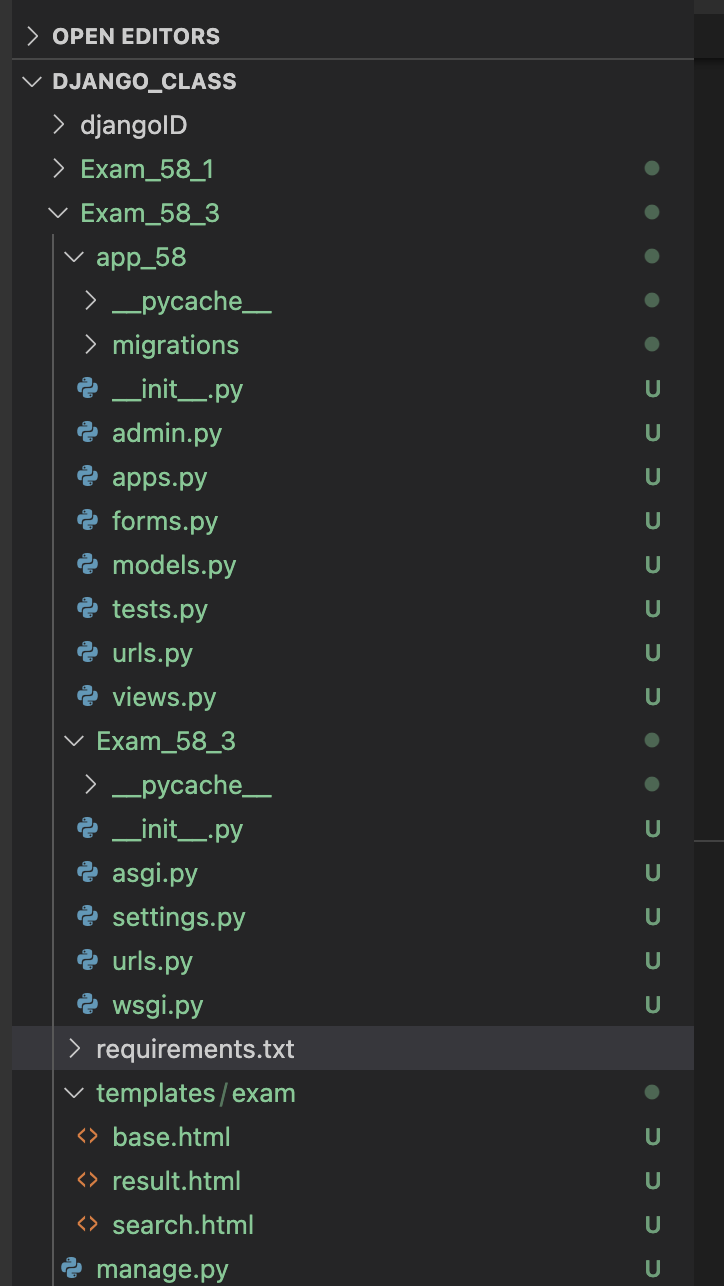 OPEN EDITORS
DJANGO_CLASS
djangoID
Exam_58_1
Exam_58_3
app_58
__pycache__
migrations
__init__.py U
admin.py U
apps.py U
forms.py U
models.py U
tests.py U
urls.py U
views.py U
Exam_58_3
__pycache__
__init__.py U
asgi.py U
settings.py U
urls.py U
wsgi.py U
requirements.txt
templates/exam
base.html U
result.html U
search.html U
manage.py U